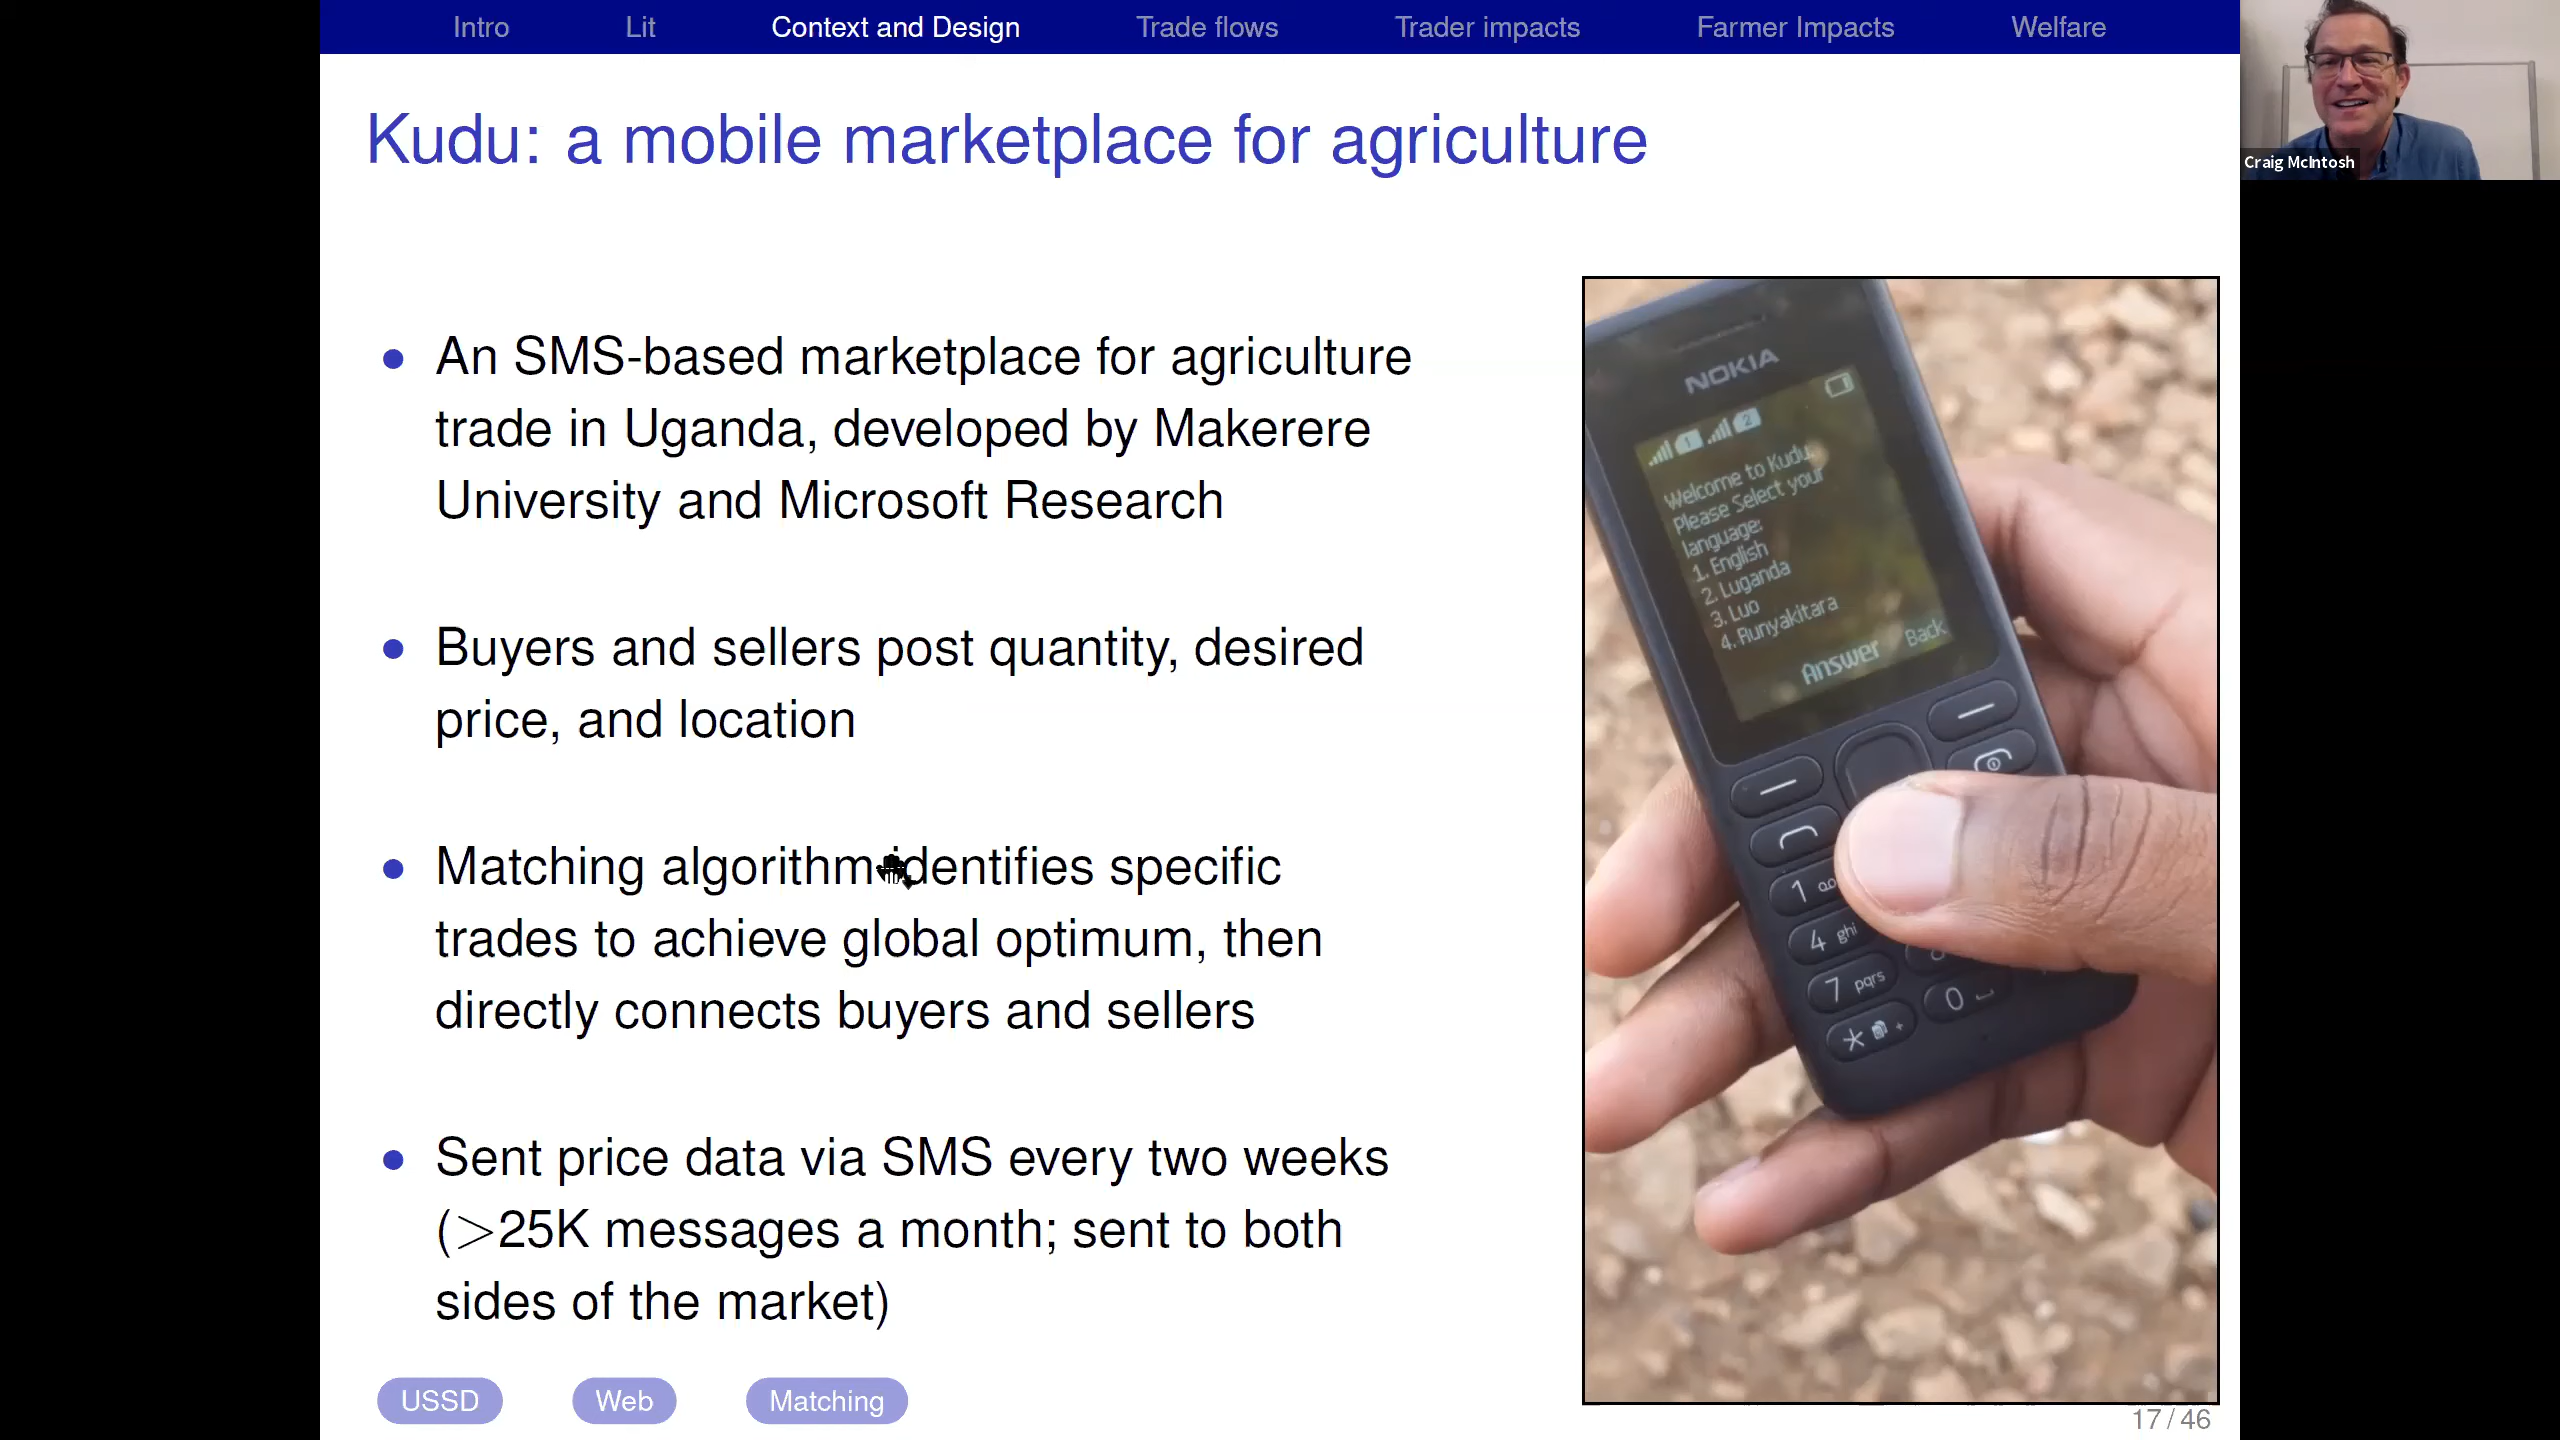 Intro Lit Context and Design Trade flows Trader impacts Farmer Impacts Welfare
Craig McIntosh
Kudu: a mobile marketplace for agriculture
• An SMS-based marketplace for agriculture
trade in Uganda, developed by Makerere
University and Microsoft Research
• Buyers and sellers post quantity, desired
price, and location
• Matching algorithm identifies specific
trades to achieve global optimum, then
directly connects buyers and sellers
• Sent price data via SMS every two weeks
(>25K messages a month; sent to both
sides of the market)
NOKIA
1 2
Welcome to Kudu.
Please Select your
language:
1. English
2. Luganda
3. Luo
4. Runyakitara
Answer Back
1
4 ghi
7 pqrs
0
*
USSD Web Matching
17 / 46